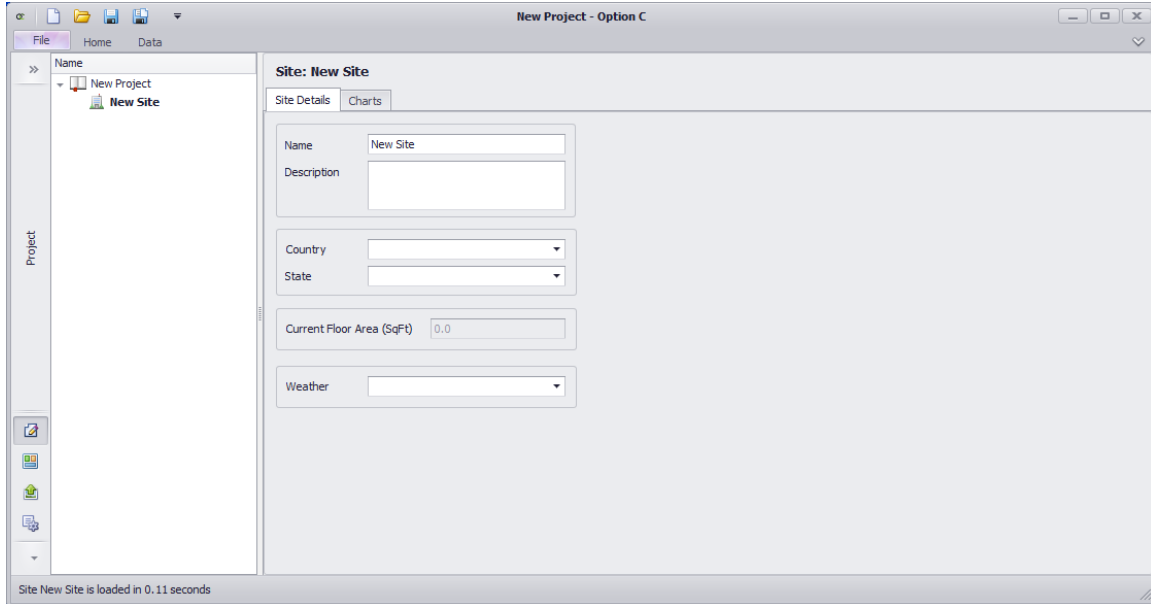 New Project - Option C
File Home Data
Name
New Project
New Site
Project
Site: New Site
Site Details Charts
Name New Site
Description
Country
State
Current Floor Area (SqFt) 0.0
Weather
Site New Site is loaded in 0.11 seconds